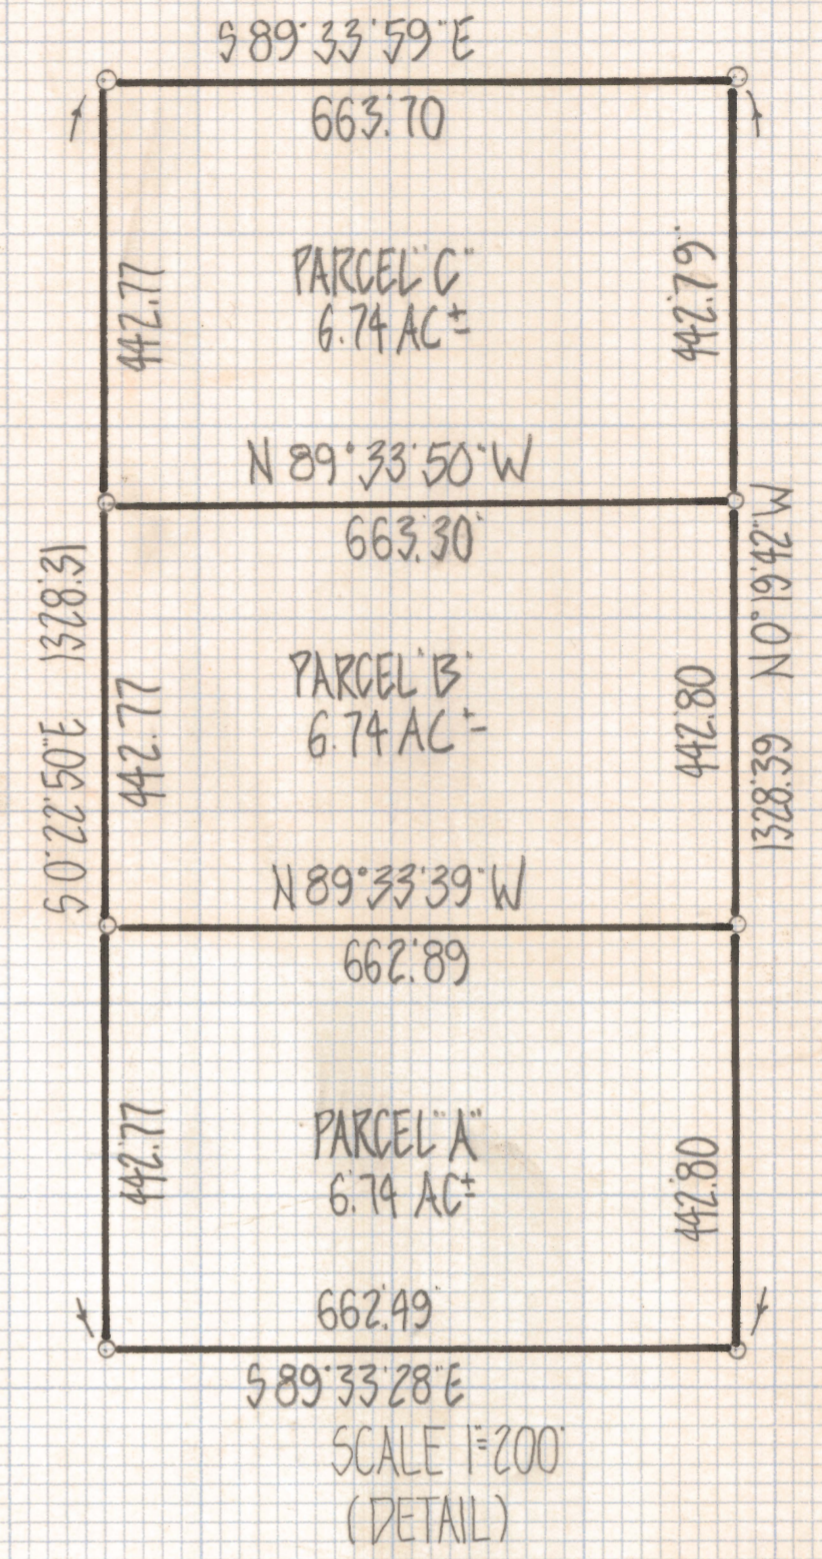 S 89° 33' 59" E
663.70
442.77
PARCEL "C"
6.74 AC ±
442.79'
N 89° 33' 50" W
663.30'
S 0° 22' 50" E 1328.31
442.77
PARCEL "B"
6.74 AC ±
442.80
1328.39 N 0° 19' 42" W
N 89° 33' 39" W
662.89
442.77
PARCEL "A"
6.74 AC ±
442.80
662.49'
S 89° 33' 28" E
SCALE 1" = 200'
(DETAIL)